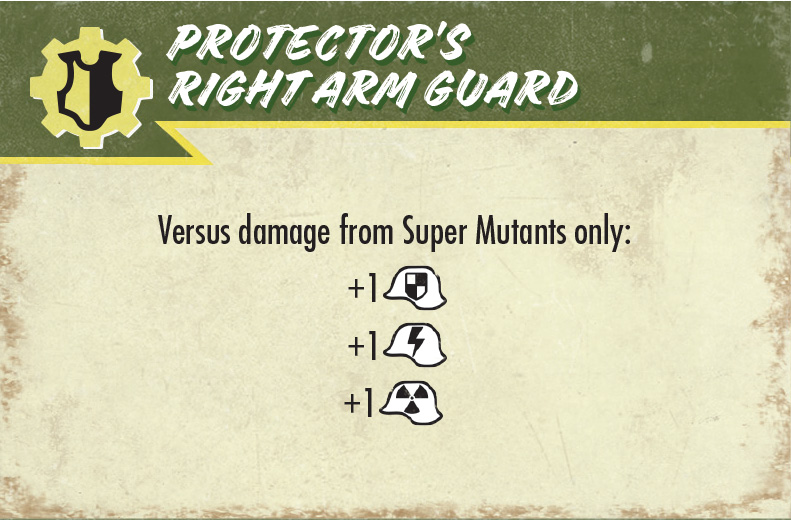 PROTECTOR'S
RIGHT ARM GUARD
Versus damage from Super Mutants only:
+1
+1
+1